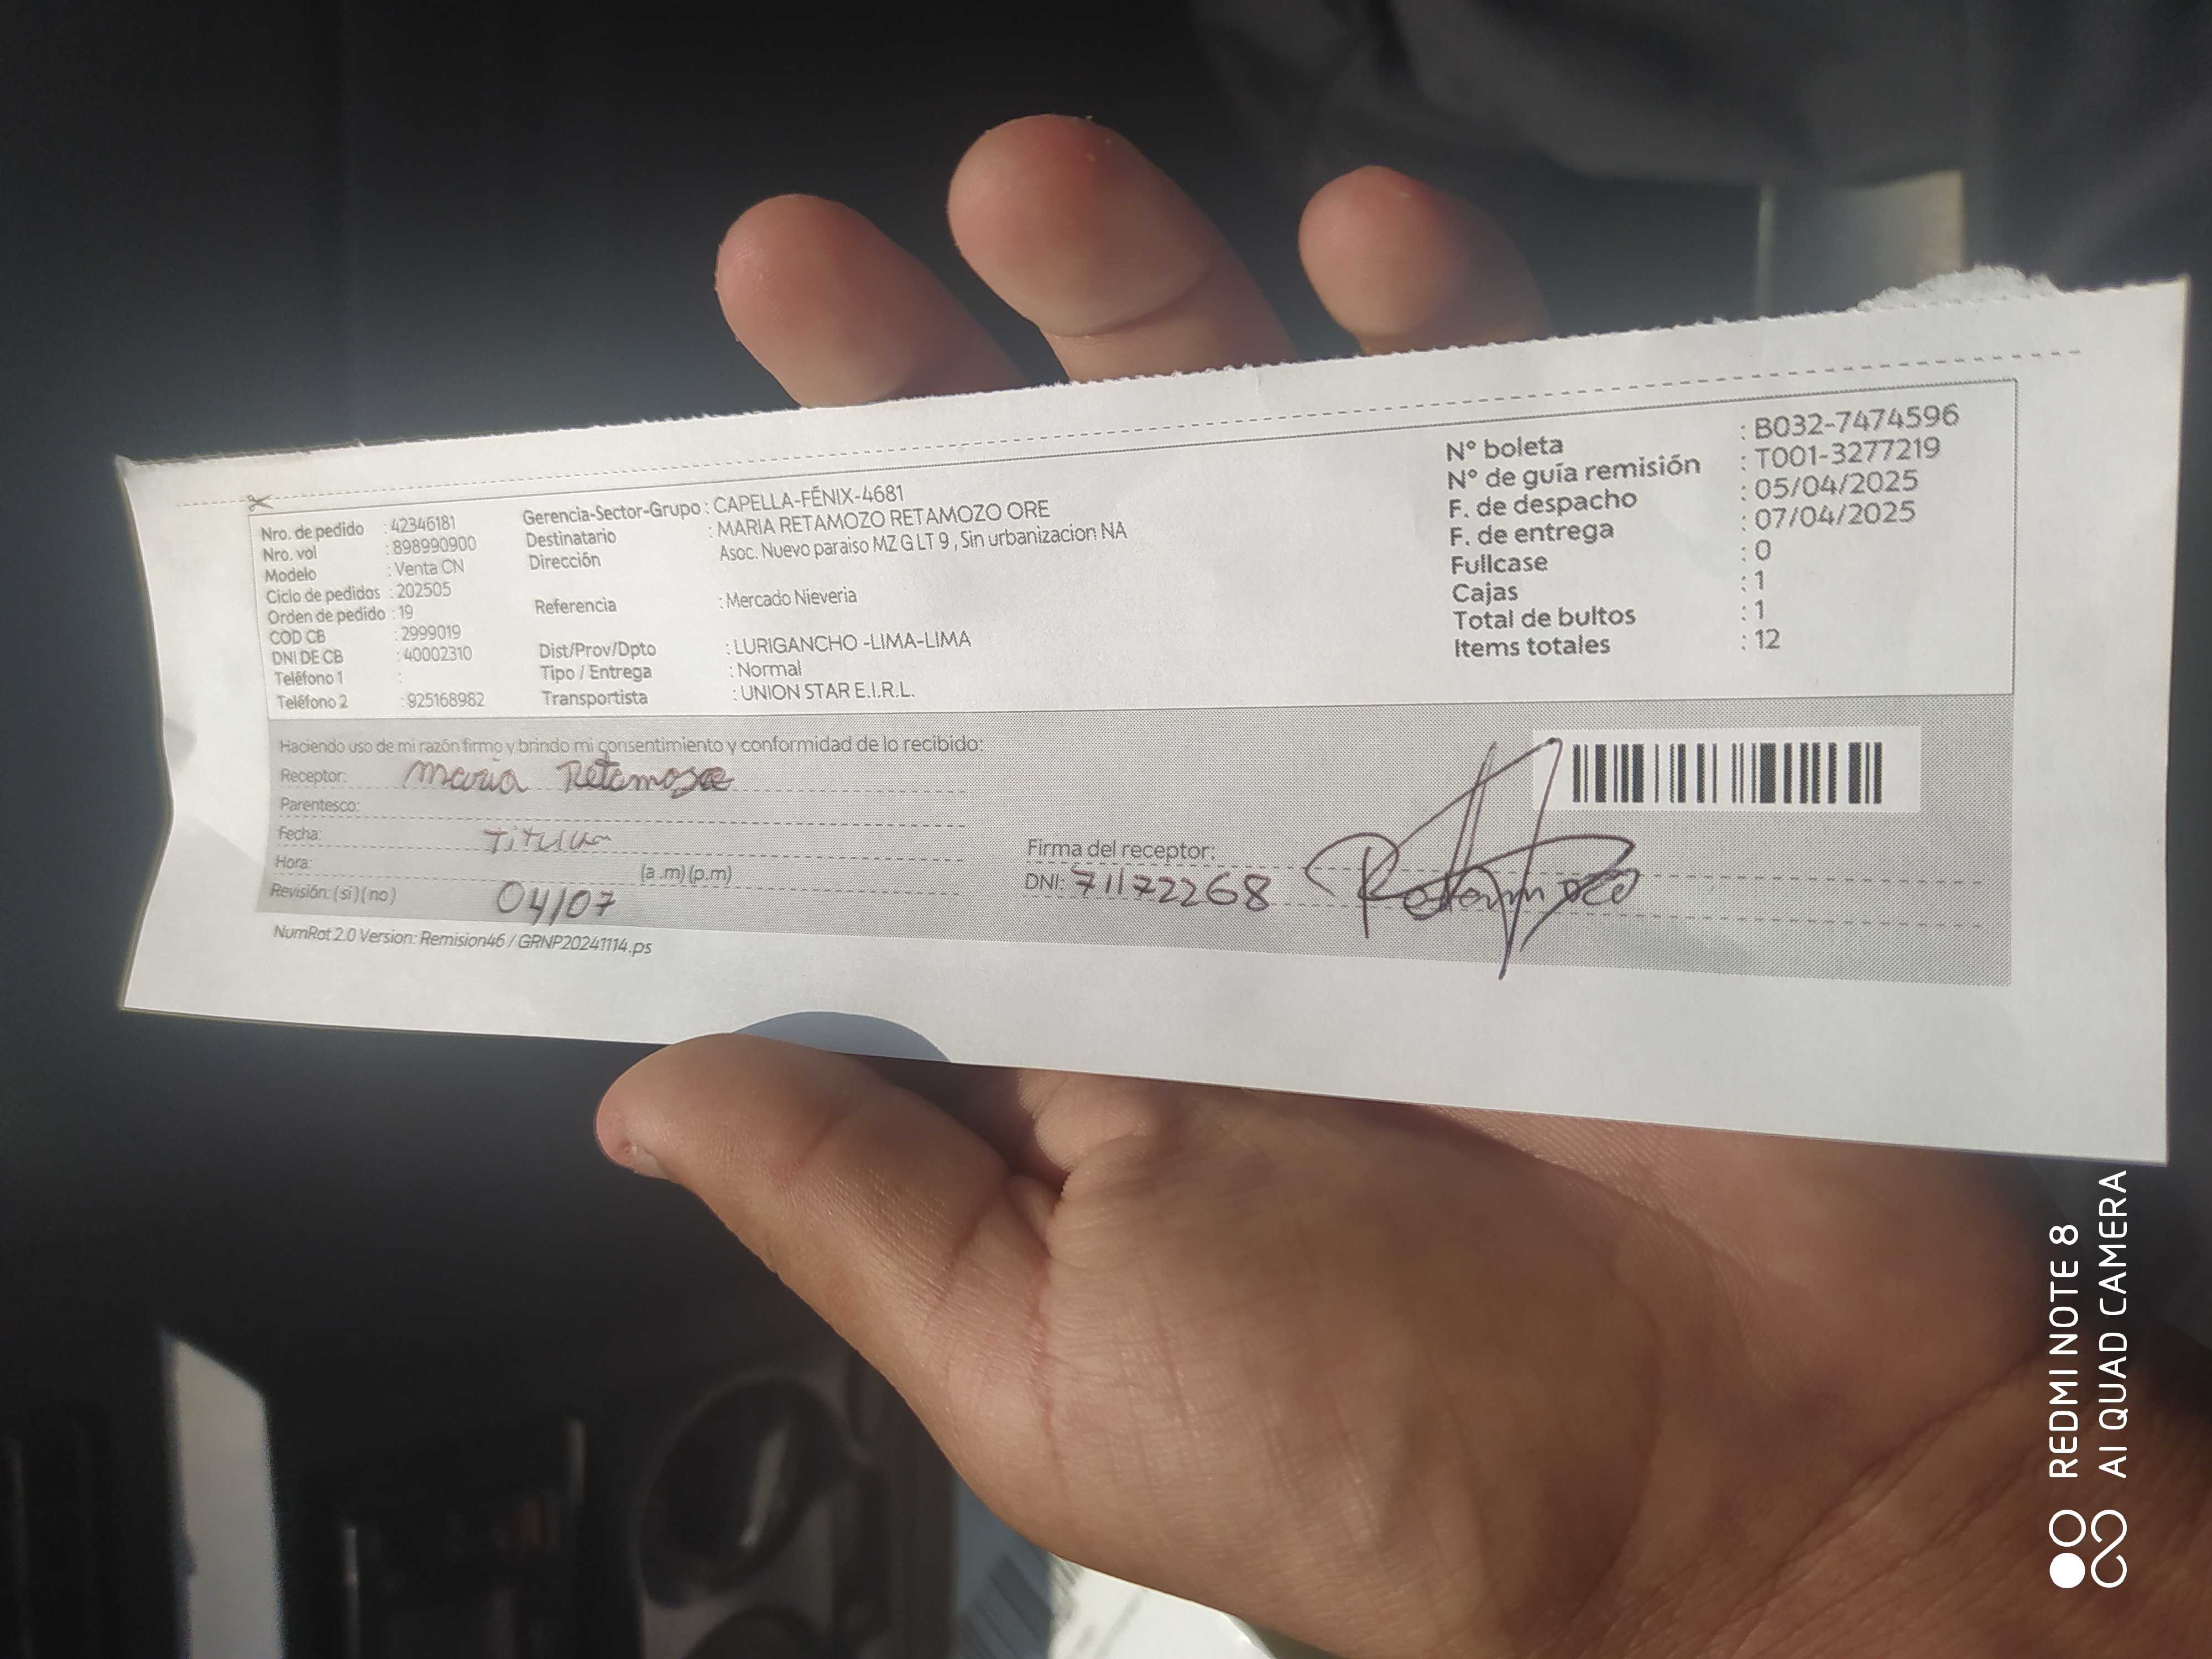 Nro. de pedido : 42346181
Nro. vol : 898990900
Modelo : Venta CN
Ciclo de pedidos : 202505
Orden de pedido : 19
COD CB : 2999019
DNI DE CB : 40002310
Teléfono 1 :
Teléfono 2 : 925168982
Gerencia-Sector-Grupo : CAPELLA-FÉNIX-4681
Destinatario : MARIA RETAMOZO RETAMOZO ORE
Dirección Asoc. Nuevo paraiso MZ G LT 9 , Sin urbanizacion NA
Referencia : Mercado Nieveria
Dist/Prov/Dpto : LURIGANCHO -LIMA-LIMA
Tipo / Entrega : Normal
Transportista : UNION STAR E.I.R.L.
N° boleta : B032-7474596
N° de guía remisión : T001-3277219
F. de despacho : 05/04/2025
F. de entrega : 07/04/2025
Fullcase : 0
Cajas : 1
Total de bultos : 1
Items totales : 12
Haciendo uso de mi razón firmo y brindo mi consentimiento y conformidad de lo recibido:
Receptor: Maria Retamozo
Parentesco:
Fecha: Titular
Hora: (a .m) (p.m)
Revisión: ( si ) ( no ) 04/07
Firma del receptor:
DNI: 71172268 Retamozo
NumRot.2.0 Version: Remision46 / GRNP20241114.ps
REDMI NOTE 8
AI QUAD CAMERA